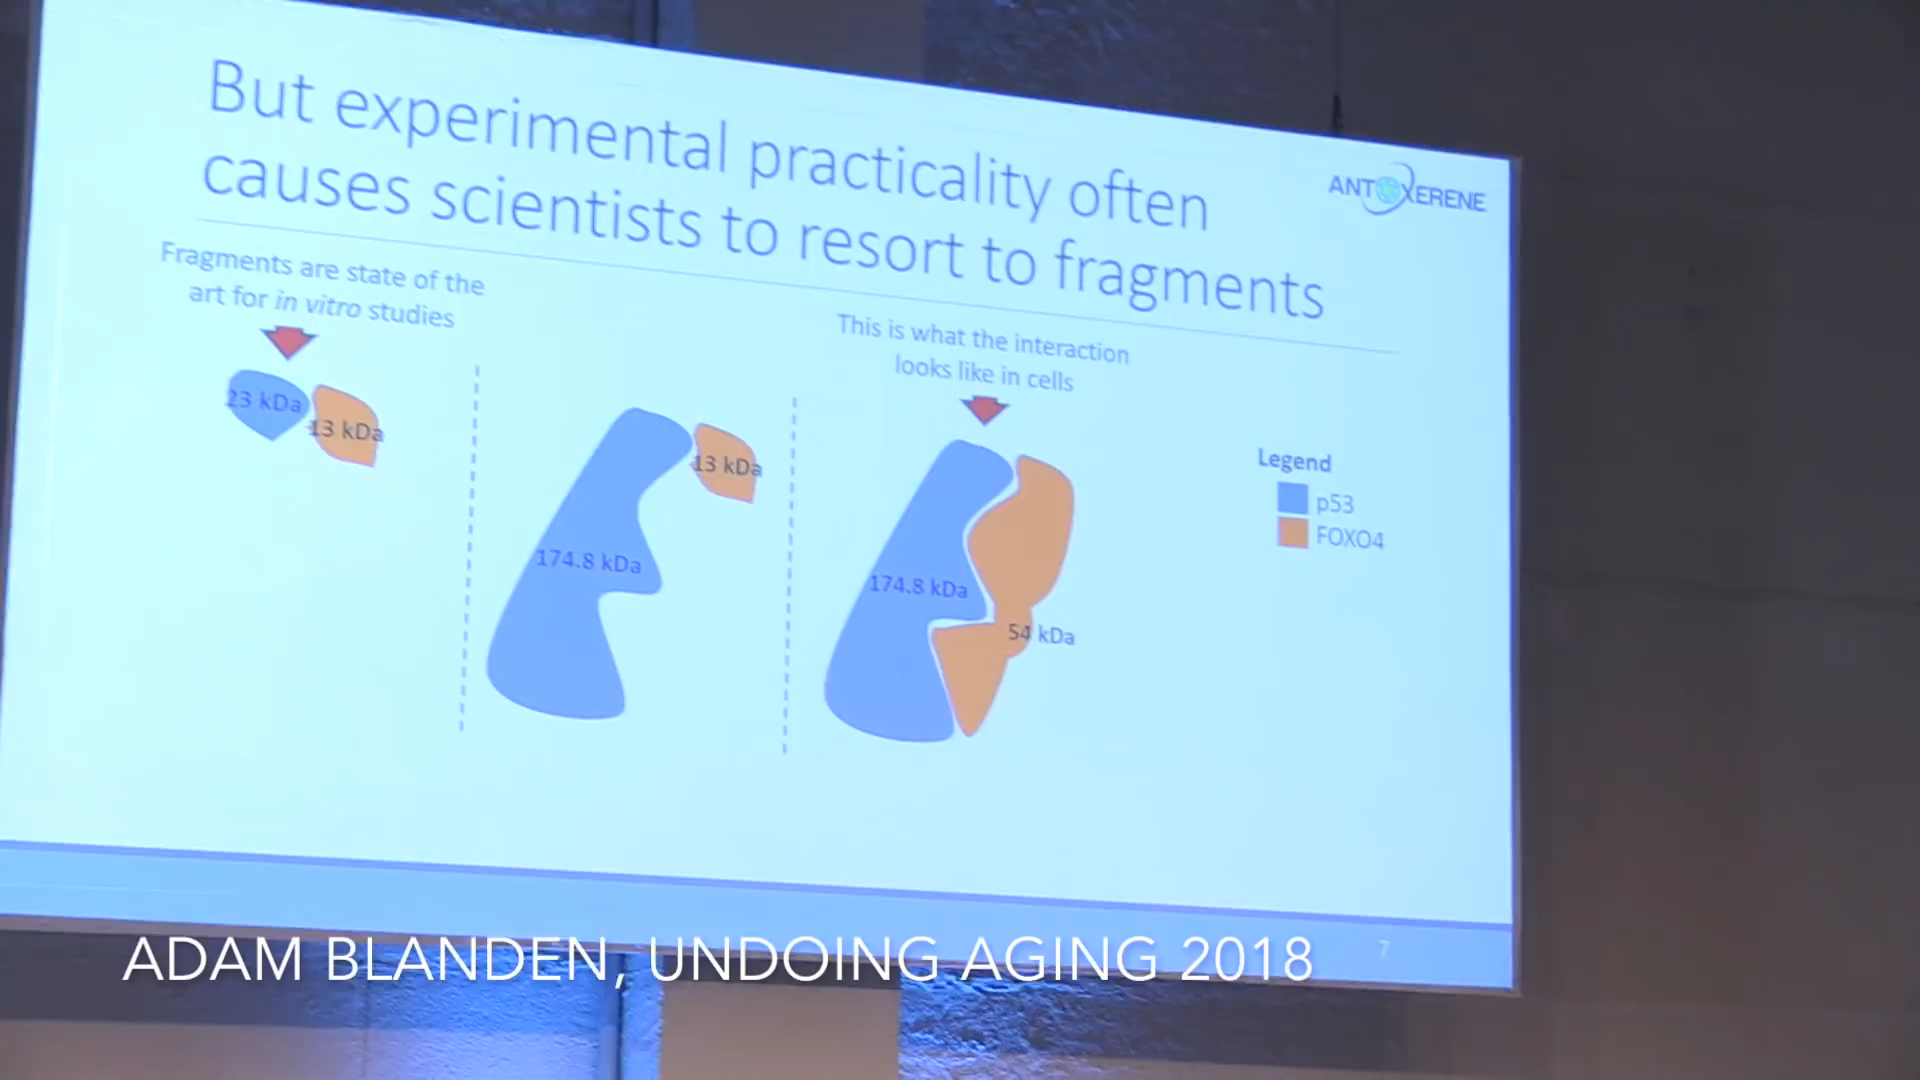 But experimental practicality often
causes scientists to resort to fragments
ANTOXERENE
Fragments are state of the
art for in vitro studies
This is what the interaction
looks like in cells
23 kDa
13 kDa
174.8 kDa
13 kDa
174.8 kDa
54 kDa
Legend
p53
FOXO4
7
ADAM BLANDEN, UNDOING AGING 2018